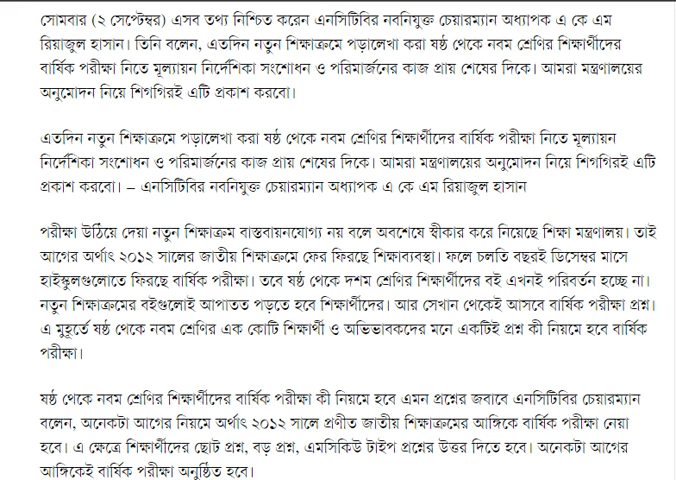 সোমবার (২ সেপ্টেম্বর) এসব তথ্য নিশ্চিত করেন এনসিটিবির নবনিযুক্ত চেয়ারম্যান অধ্যাপক এ কে এম
রিয়াজুল হাসান। তিনি বলেন, এতদিন নতুন শিক্ষাক্রমে পড়ালেখা করা ষষ্ঠ থেকে নবম শ্রেণির শিক্ষার্থীদের
বার্ষিক পরীক্ষা নিতে মূল্যায়ন নির্দেশিকা সংশোধন ও পরিমার্জনের কাজ প্রায় শেষের দিকে। আমরা মন্ত্রণালয়ের
অনুমোদন নিয়ে শিগগিরই এটি প্রকাশ করবো।
এতদিন নতুন শিক্ষাক্রমে পড়ালেখা করা ষষ্ঠ থেকে নবম শ্রেণির শিক্ষার্থীদের বার্ষিক পরীক্ষা নিতে মূল্যায়ন
নির্দেশিকা সংশোধন ও পরিমার্জনের কাজ প্রায় শেষের দিকে। আমরা মন্ত্রণালয়ের অনুমোদন নিয়ে শিগগিরই এটি
প্রকাশ করবো। – এনসিটিবির নবনিযুক্ত চেয়ারম্যান অধ্যাপক এ কে এম রিয়াজুল হাসান
পরীক্ষা উঠিয়ে দেয়া নতুন শিক্ষাক্রম বাস্তবায়নযোগ্য নয় বলে অবশেষে স্বীকার করে নিয়েছে শিক্ষা মন্ত্রণালয়। তাই
আগের অর্থাৎ ২০১২ সালের জাতীয় শিক্ষাক্রমে ফের ফিরছে শিক্ষাব্যবস্থা। ফলে চলতি বছরই ডিসেম্বর মাসে
হাইস্কুলগুলোতে ফিরছে বার্ষিক পরীক্ষা। তবে ষষ্ঠ থেকে দশম শ্রেণির শিক্ষার্থীদের বই এখনই পরিবর্তন হচ্ছে না।
নতুন শিক্ষাক্রমের বইগুলোই আপাতত পড়তে হবে শিক্ষার্থীদের। আর সেখান থেকেই আসবে বার্ষিক পরীক্ষা প্রশ্ন।
এ মুহূর্তে ষষ্ঠ থেকে নবম শ্রেণির এক কোটি শিক্ষার্থী ও অভিভাবকদের মনে একটিই প্রশ্ন কী নিয়মে হবে বার্ষিক
পরীক্ষা।
ষষ্ঠ থেকে নবম শ্রেণির শিক্ষার্থীদের বার্ষিক পরীক্ষা কী নিয়মে হবে এমন প্রশ্নের জবাবে এনসিটিবির চেয়ারম্যান
বলেন, অনেকটা আগের নিয়মে অর্থাৎ ২০১২ সালে প্রণীত জাতীয় শিক্ষাক্রমের আঙ্গিকে বার্ষিক পরীক্ষা নেয়া
হবে। এ ক্ষেত্রে শিক্ষার্থীদের ছোট প্রশ্ন, বড় প্রশ্ন, এমসিকিউ টাইপ প্রশ্নের উত্তর দিতে হবে। অনেকটা আগের
আঙ্গিকেই বার্ষিক পরীক্ষা অনুষ্ঠিত হবে।